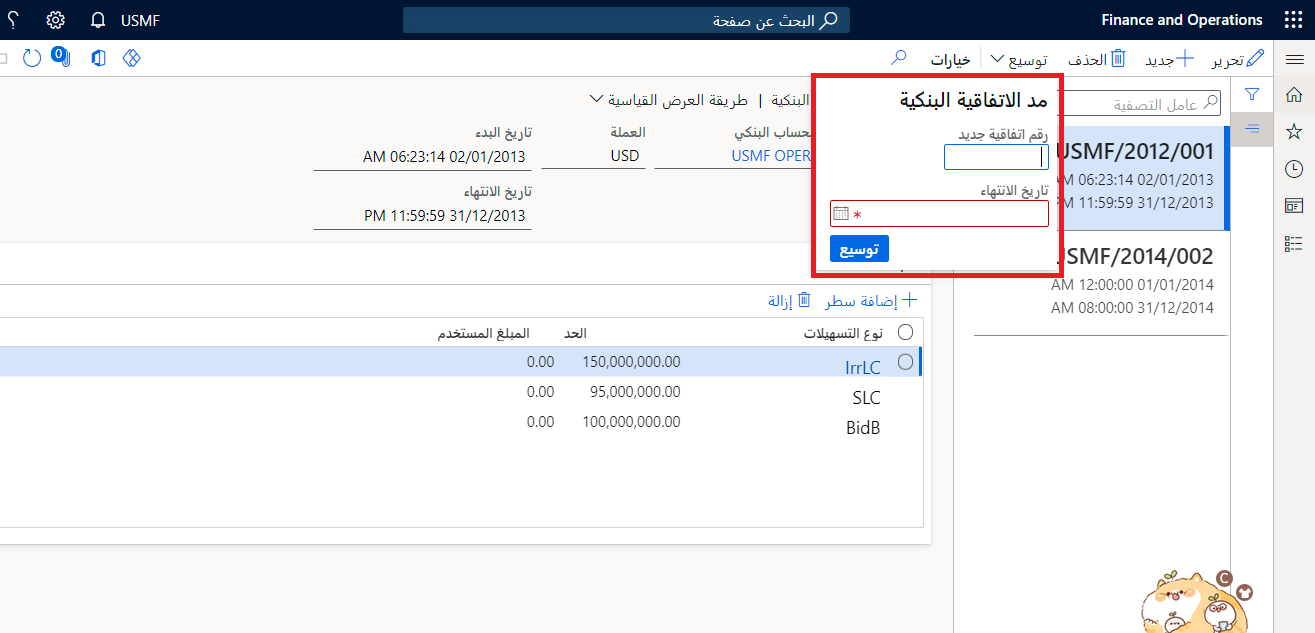 Finance and Operations
البحث عن صفحة
USMF
تحرير
جديد
الحذف
توسيع
خيارات
0
عامل التصفية
USMF/2012/001
AM 06:23:14 02/01/2013
PM 11:59:59 31/12/2013
USMF/2014/002
AM 12:00:00 01/01/2014
AM 08:00:00 31/12/2014
مد الاتفاقية البنكية
رقم اتفاقية جديد
تاريخ الانتهاء
*
توسيع
البنكية | طريقة العرض القياسية
العملة
تاريخ البدء
USMF OPER
USD
AM 06:23:14 02/01/2013
تاريخ الانتهاء
PM 11:59:59 31/12/2013
إضافة سطر
إزالة
نوع التسهيلات
الحد
المبلغ المستخدم
IrrLC
150,000,000.00
0.00
SLC
95,000,000.00
0.00
BidB
100,000,000.00
0.00
C